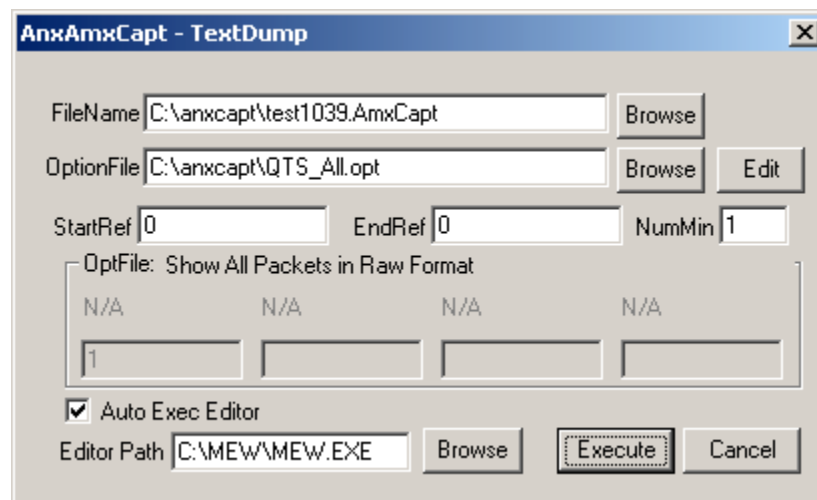 AnxAmxCapt - TextDump
FileName C:\anxcapt\test1039.AmxCapt Browse
OptionFile C:\anxcapt\QTS_All.opt Browse Edit
StartRef 0 EndRef 0 NumMin 1
OptFile: Show All Packets in Raw Format
N/A N/A N/A N/A
1
Auto Exec Editor
Editor Path C:\MEW\MEW.EXE Browse Execute Cancel